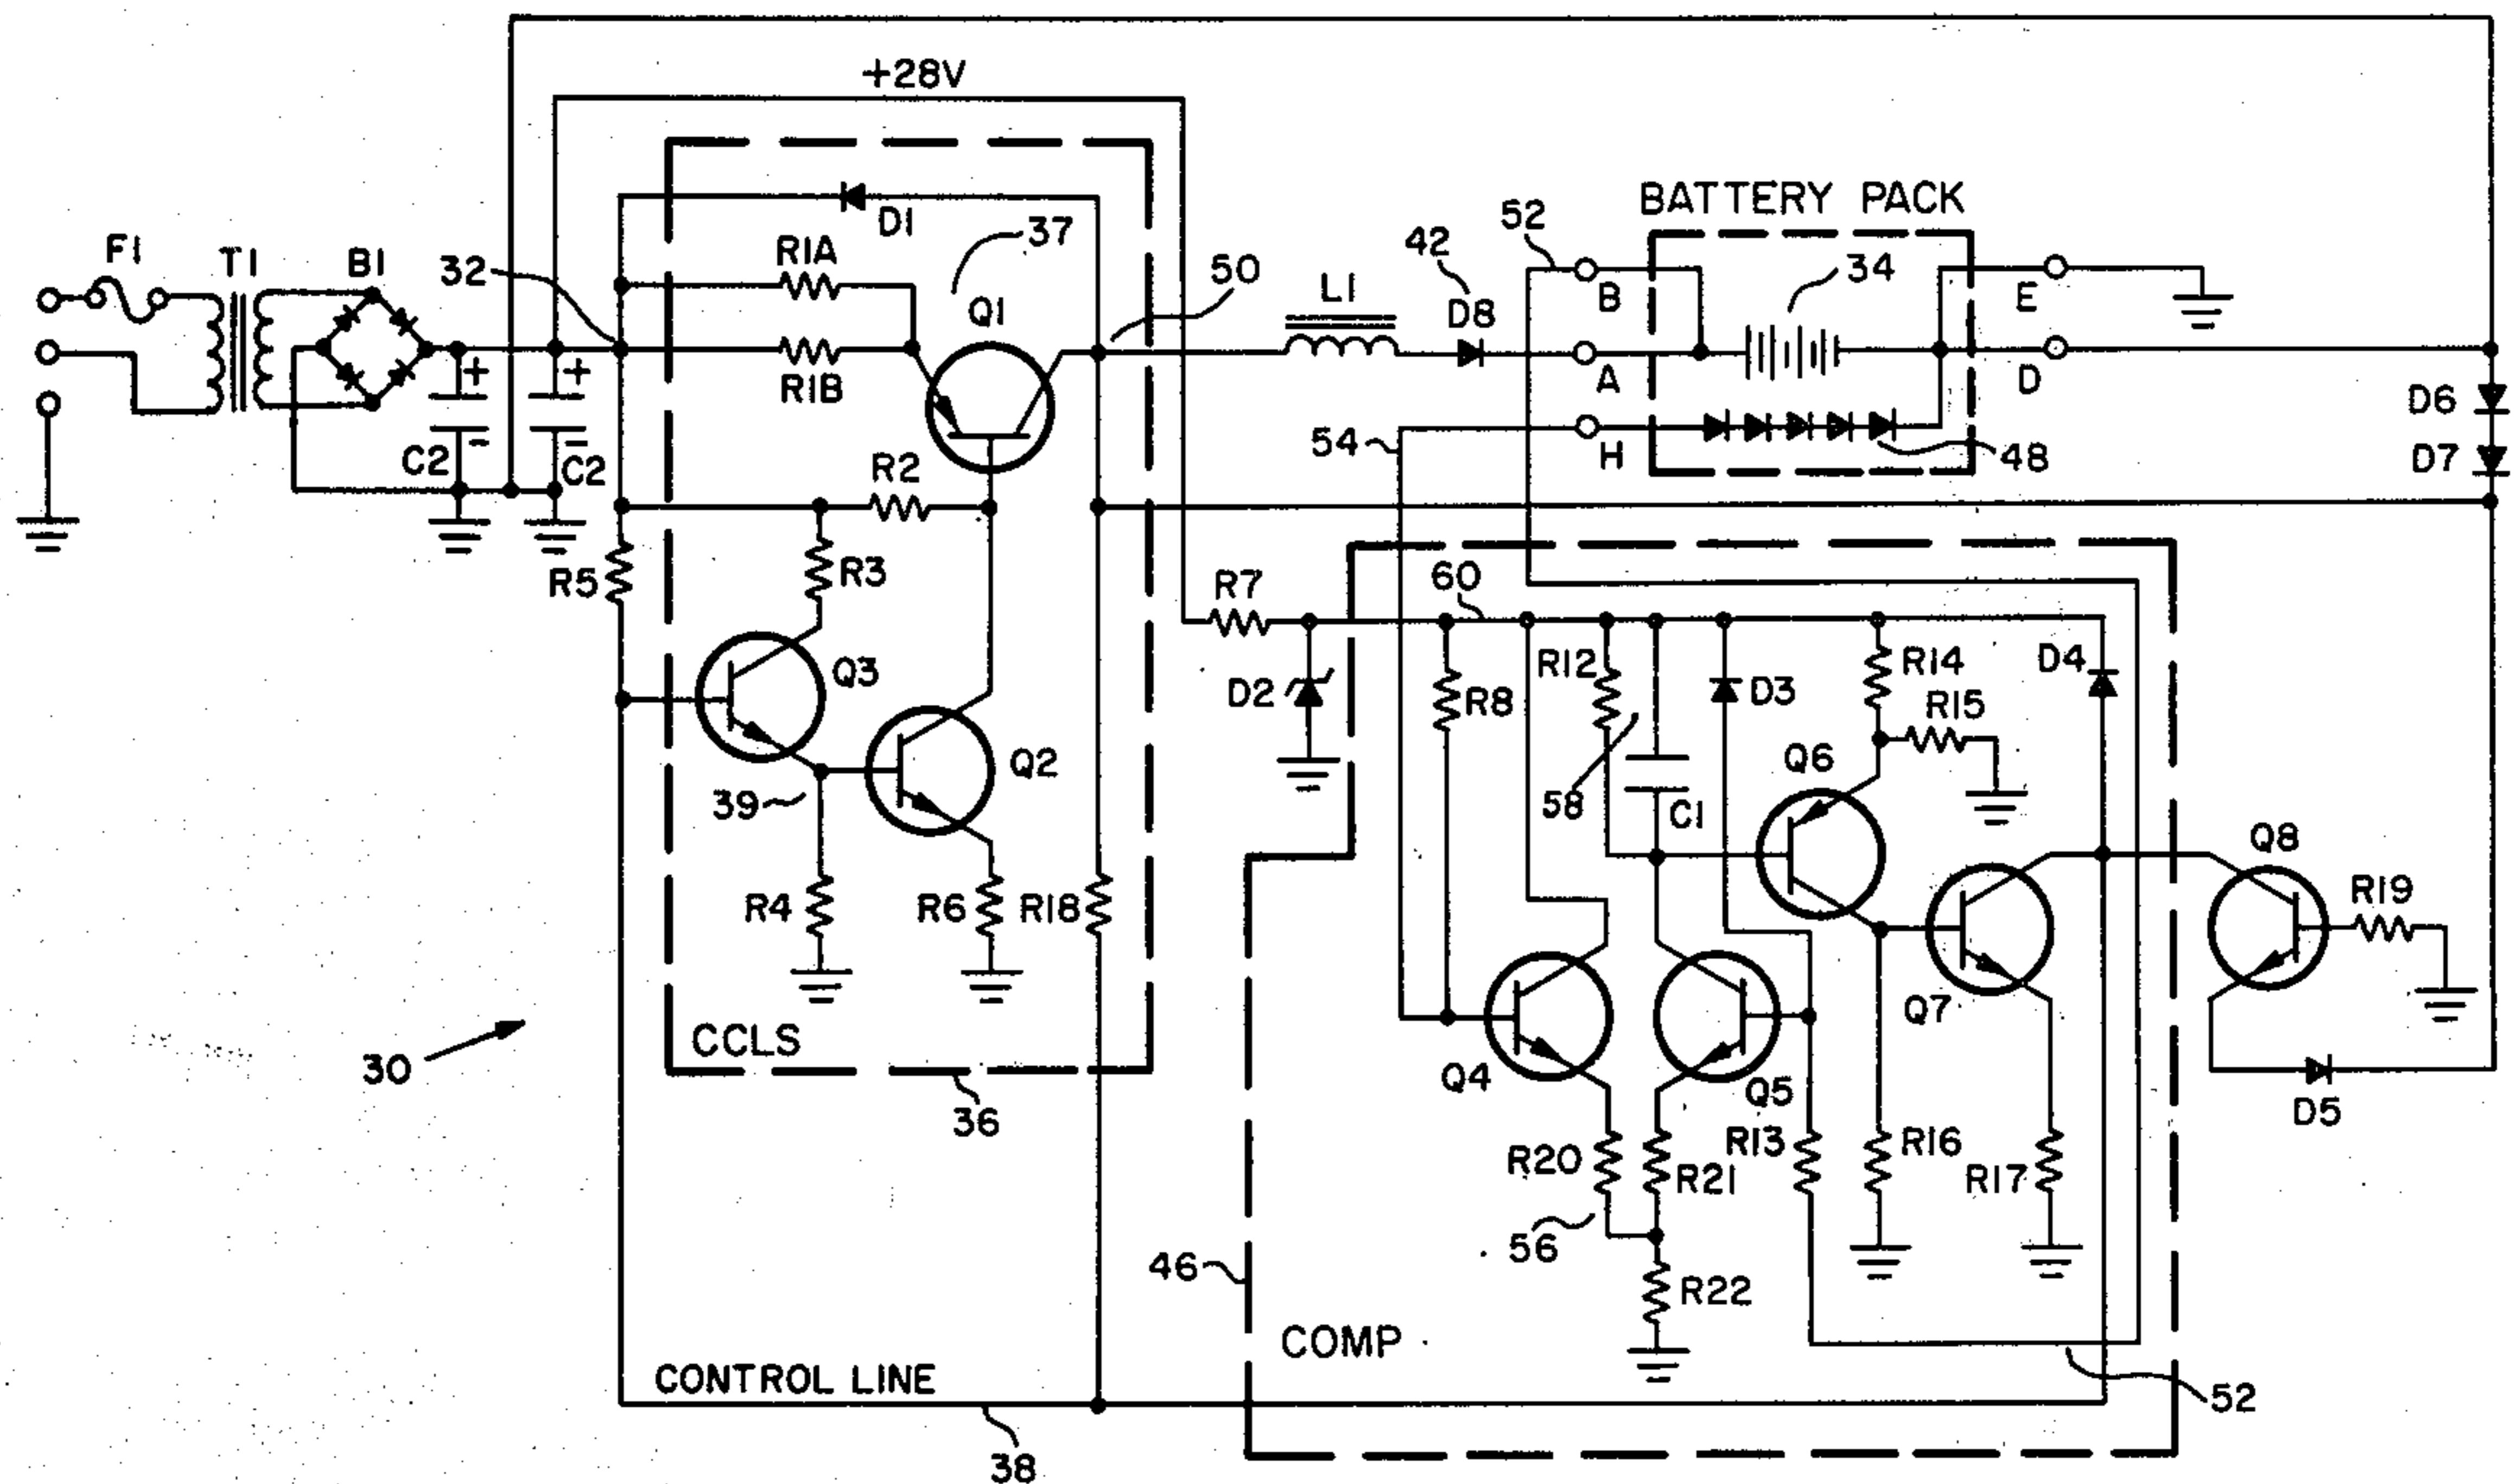 +28V
BATTERY PACK
F1
T1
B1
32
D1
37
R1A
Q1
50
L1
42
D8
52
B
34
E
+
+
R1B
A
D
D6
C2
-
-
C2
R2
54
H
48
D7
R5
R3
R7
60
Q3
D2
R8
R12
D3
R14
D4
R15
39
Q2
58
C1
Q6
Q8
R4
R6
R18
R19
30
CCLS
36
Q4
Q5
Q7
D5
R20
R21
R13
R16
R17
56
46
R22
COMP
CONTROL LINE
52
38